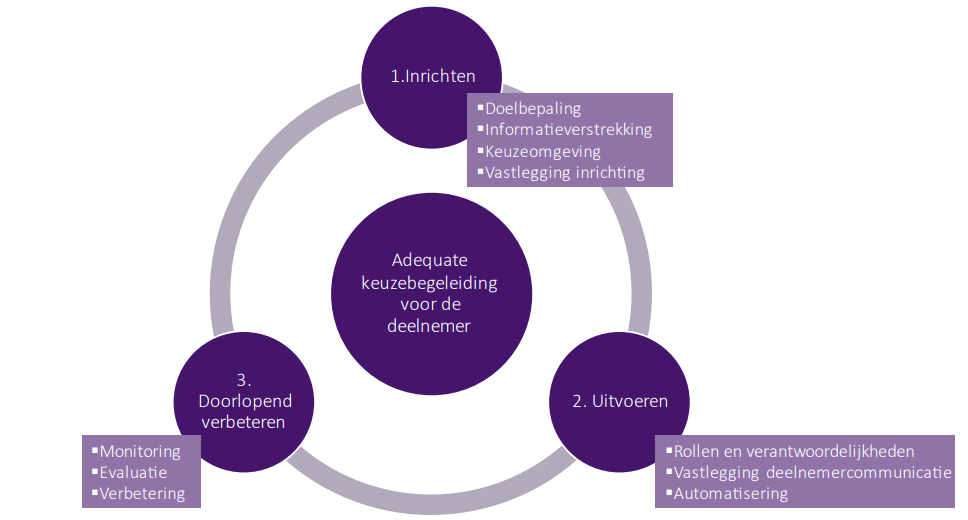 1.Inrichten
▪Doelbepaling
▪Informatieverstrekking
▪Keuzeomgeving
▪Vastlegging inrichting
Adequate
keuzebegeleiding
voor de
deelnemer
2. Uitvoeren
▪Rollen en verantwoordelijkheden
▪Vastlegging deelnemercommunicatie
▪Automatisering
3.
Doorlopend
verbeteren
▪Monitoring
▪Evaluatie
▪Verbetering